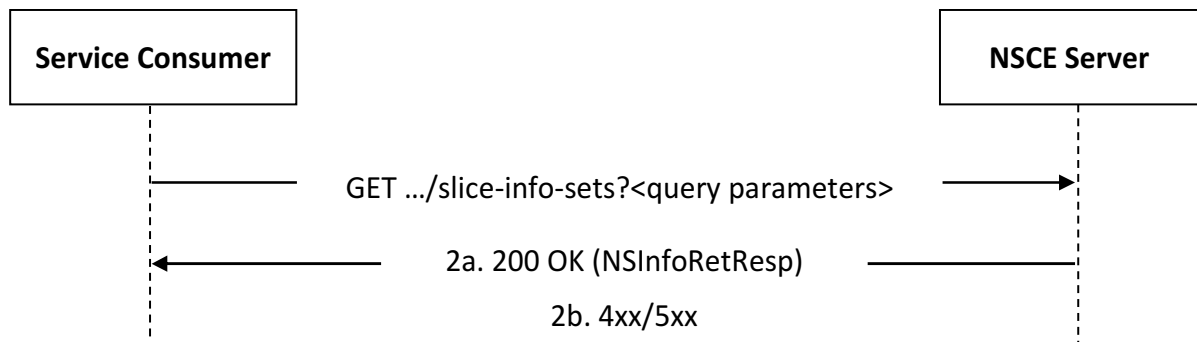 Service Consumer
NSCE Server
GET …/slice-info-sets?<query parameters>
2a. 200 OK (NSInfoRetResp)
2b. 4xx/5xx